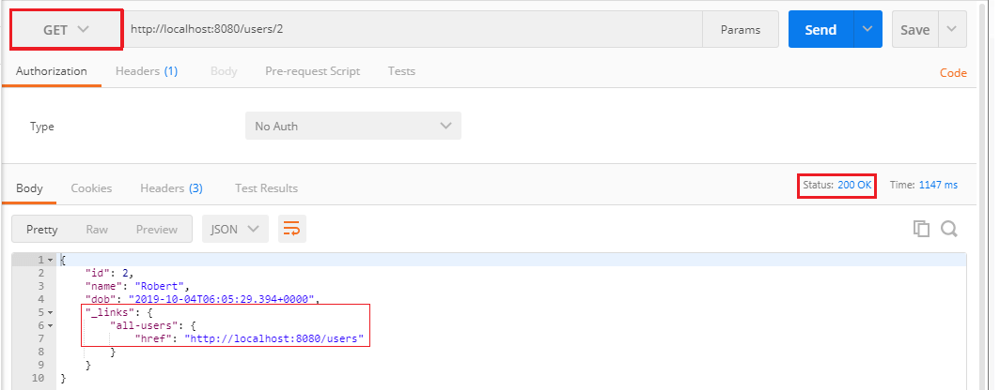 GET http://localhost:8080/users/2 Params Send Save
Authorization Headers (1) Body Pre-request Script Tests Code
Type No Auth
Body Cookies Headers (3) Test Results Status: 200 OK Time: 1147 ms
Pretty Raw Preview JSON
1 {
2 "id": 2,
3 "name": "Robert",
4 "dob": "2019-10-04T06:05:29.394+0000",
5 "_links": {
6 "all-users": {
7 "href": "http://localhost:8080/users"
8 }
9 }
10 }